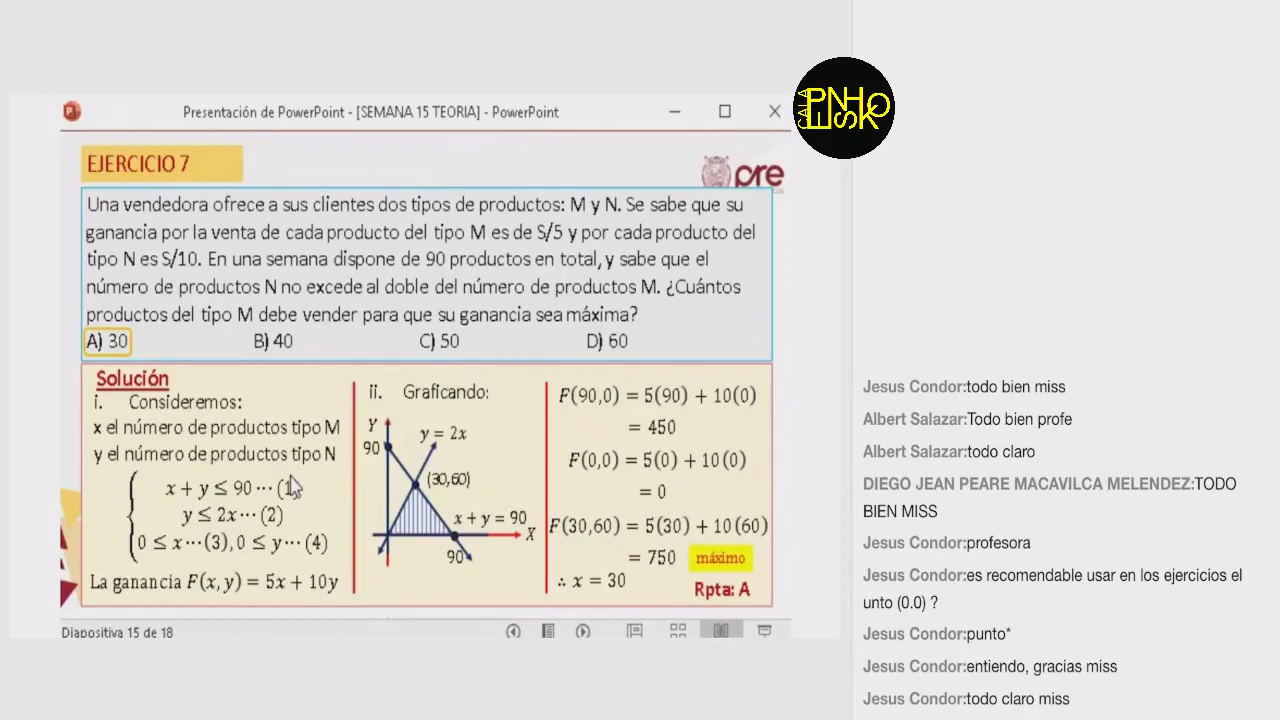 Presentación de PowerPoint - [SEMANA 15 TEORIA] - PowerPoint
CALA
PNHO
ESK
EJERCICIO 7
pre
Una vendedora ofrece a sus clientes dos tipos de productos: M y N. Se sabe que su
ganancia por la venta de cada producto del tipo M es de S/5 y por cada producto del
tipo N es S/10. En una semana dispone de 90 productos en total, y sabe que el
número de productos N no excede al doble del número de productos M. ¿Cuántos
productos del tipo M debe vender para que su ganancia sea máxima?
A) 30 B) 40 C) 50 D) 60
Solución
i. Consideremos:
x el número de productos tipo M
y el número de productos tipo N
x + y ≤ 90 ⋯ (1
y ≤ 2x⋯ (2)
0 ≤ x⋯ (3), 0 ≤ y⋯ (4)
La ganancia F(x, y) = 5x + 10y
ii. Graficando:
Y
90
y = 2x
(30,60)
x + y = 90
X
90
F(90,0) = 5(90) + 10(0)
= 450
F(0,0) = 5(0) + 10(0)
= 0
F(30,60) = 5(30) + 10(60)
= 750 máximo
∴ x = 30
Rpta: A
Diapositiva 15 de 18
Jesus Condor:todo bien miss
Albert Salazar:Todo bien profe
Albert Salazar:todo claro
DIEGO JEAN PEARE MACAVILCA MELENDEZ:TODO
BIEN MISS
Jesus Condor:profesora
Jesus Condor:es recomendable usar en los ejercicios el
unto (0.0) ?
Jesus Condor:punto*
Jesus Condor:entiendo, gracias miss
Jesus Condor:todo claro miss